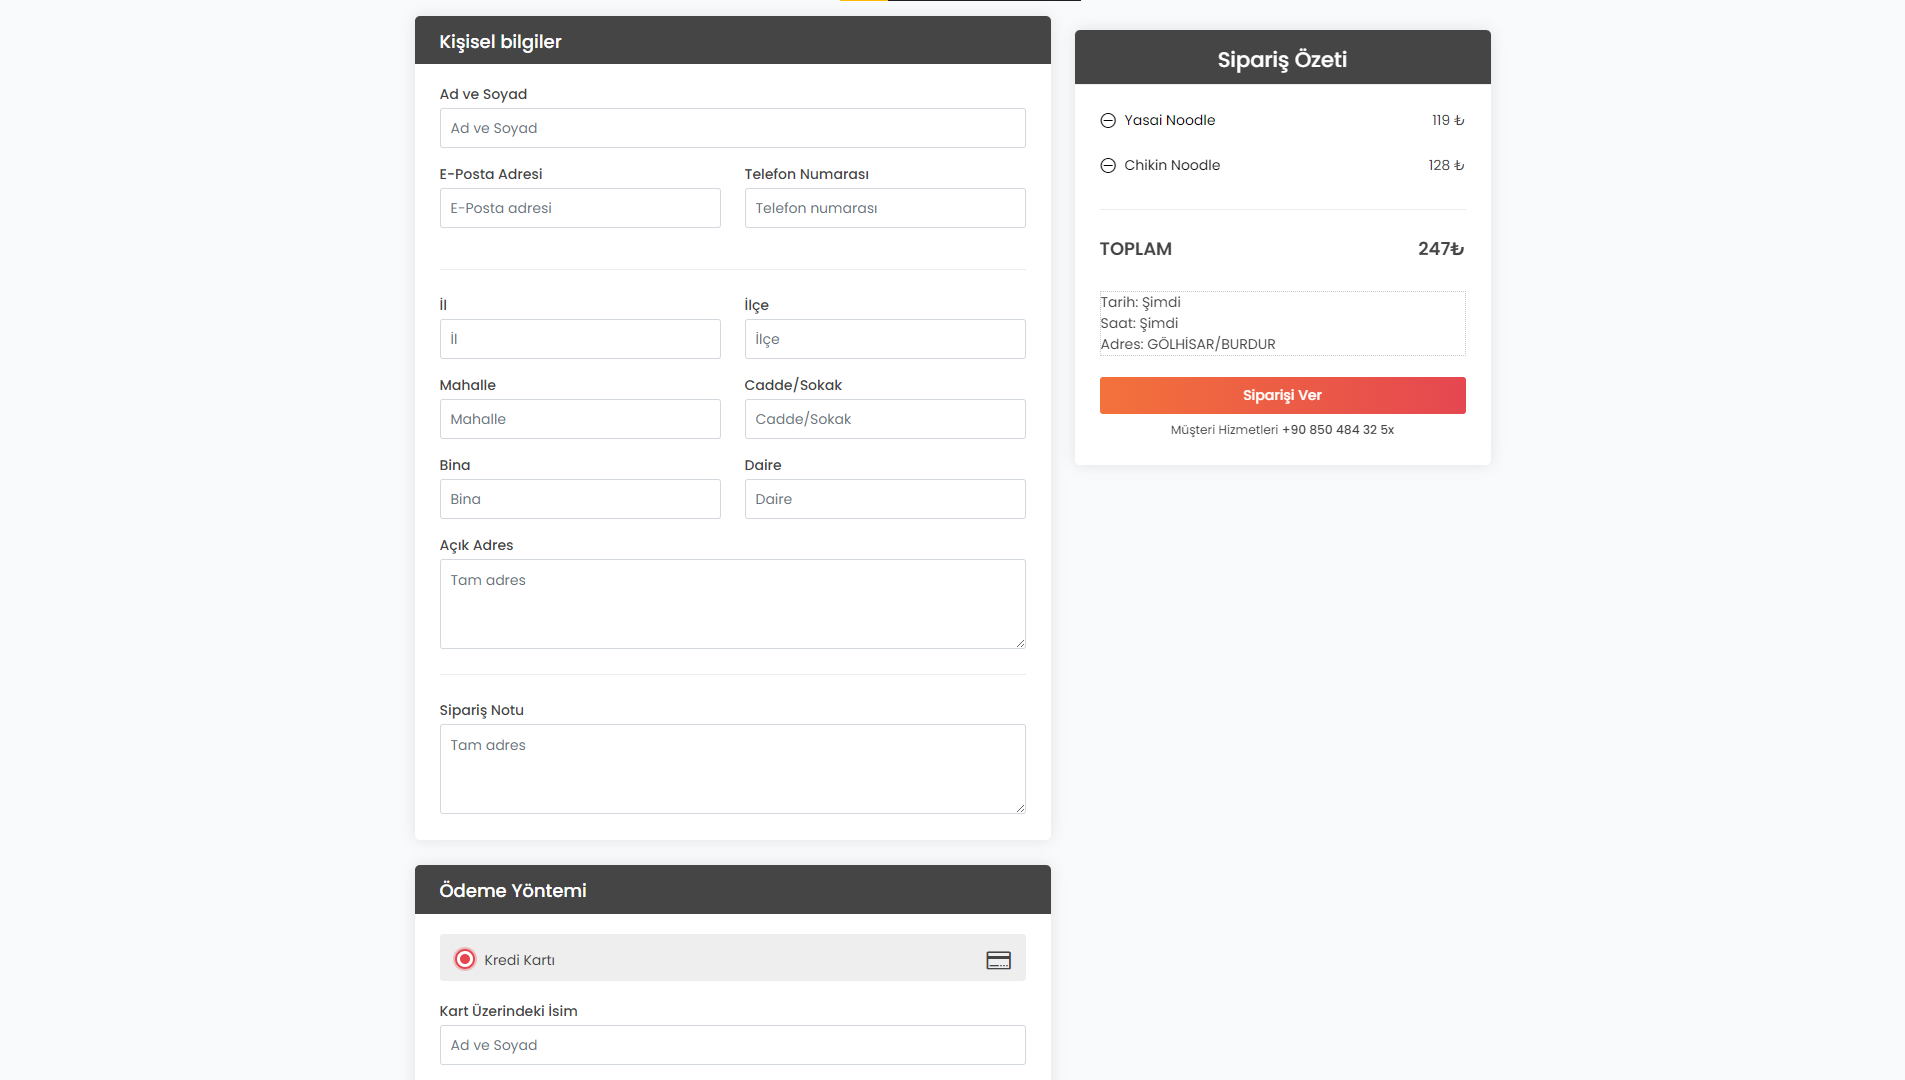 Kişisel bilgiler
Ad ve Soyad
Ad ve Soyad
E-Posta Adresi
Telefon Numarası
E-Posta adresi
Telefon numarası
İl
İlçe
İl
İlçe
Mahalle
Cadde/Sokak
Mahalle
Cadde/Sokak
Bina
Daire
Bina
Daire
Açık Adres
Tam adres
Sipariş Notu
Tam adres
Ödeme Yöntemi
Kredi Kartı
Kart Üzerindeki İsim
Ad ve Soyad
Sipariş Özeti
Yasai Noodle 119 ₺
Chikin Noodle 128 ₺
TOPLAM 247₺
Tarih: Şimdi
Saat: Şimdi
Adres: GÖLHİSAR/BURDUR
Siparişi Ver
Müşteri Hizmetleri +90 850 484 32 5x